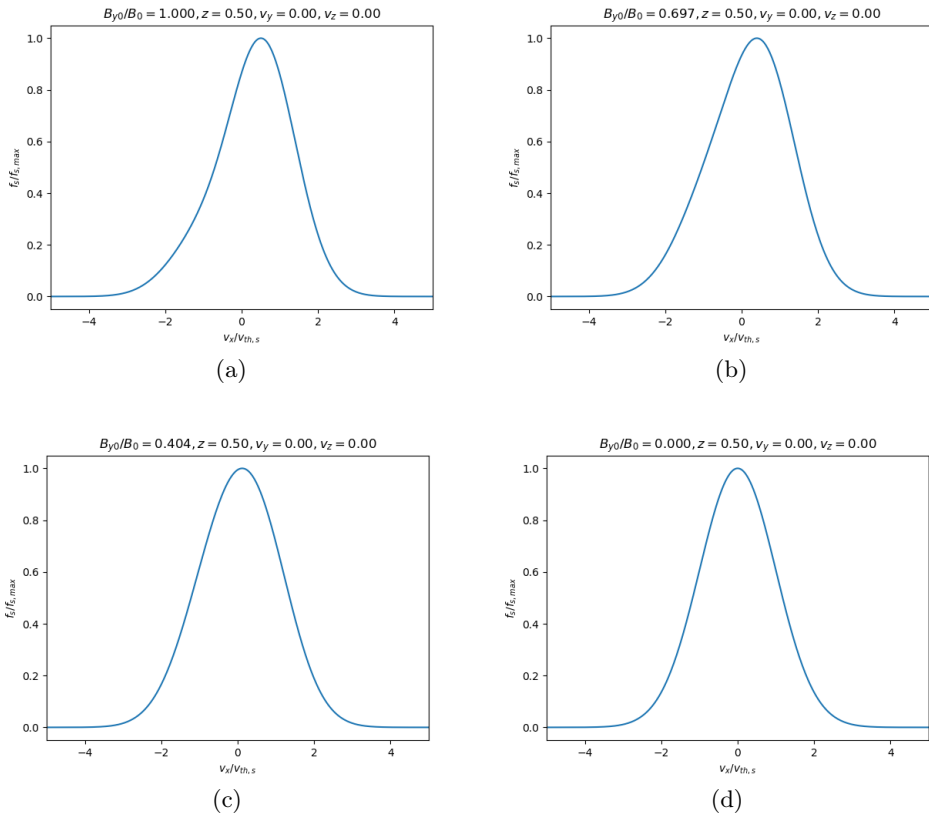 B_{y0}/B_0 = 1.000, z = 0.50, v_y = 0.00, v_z = 0.00
1.0
0.8
0.6
0.4
0.2
0.0
f_s/f_{s,max}
−4 −2 0 2 4
v_x/v_{th,s}
(a)
B_{y0}/B_0 = 0.697, z = 0.50, v_y = 0.00, v_z = 0.00
1.0
0.8
0.6
0.4
0.2
0.0
f_s/f_{s,max}
−4 −2 0 2 4
v_x/v_{th,s}
(b)
B_{y0}/B_0 = 0.404, z = 0.50, v_y = 0.00, v_z = 0.00
1.0
0.8
0.6
0.4
0.2
0.0
f_s/f_{s,max}
−4 −2 0 2 4
v_x/v_{th,s}
(c)
B_{y0}/B_0 = 0.000, z = 0.50, v_y = 0.00, v_z = 0.00
1.0
0.8
0.6
0.4
0.2
0.0
f_s/f_{s,max}
−4 −2 0 2 4
v_x/v_{th,s}
(d)